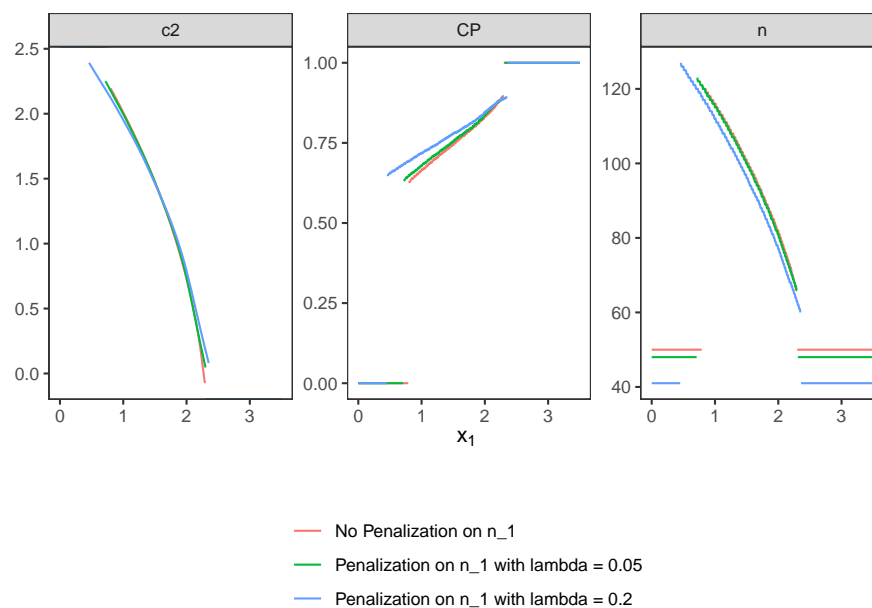 c2 CP n
2.5
2.0
1.5
1.0
0.5
0.0
1.00
0.75
0.50
0.25
0.00
120
100
80
60
40
0 1 2 3 0 1 2 3 0 1 2 3
x1
No Penalization on n_1
Penalization on n_1 with lambda = 0.05
Penalization on n_1 with lambda = 0.2